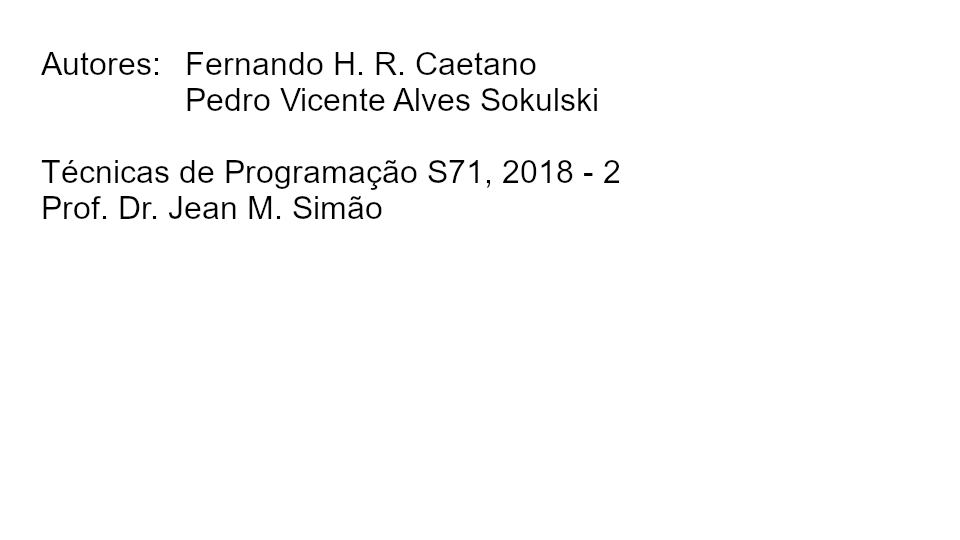 Autores: Fernando H. R. Caetano
Pedro Vicente Alves Sokulski
Técnicas de Programação S71, 2018 - 2
Prof. Dr. Jean M. Simão